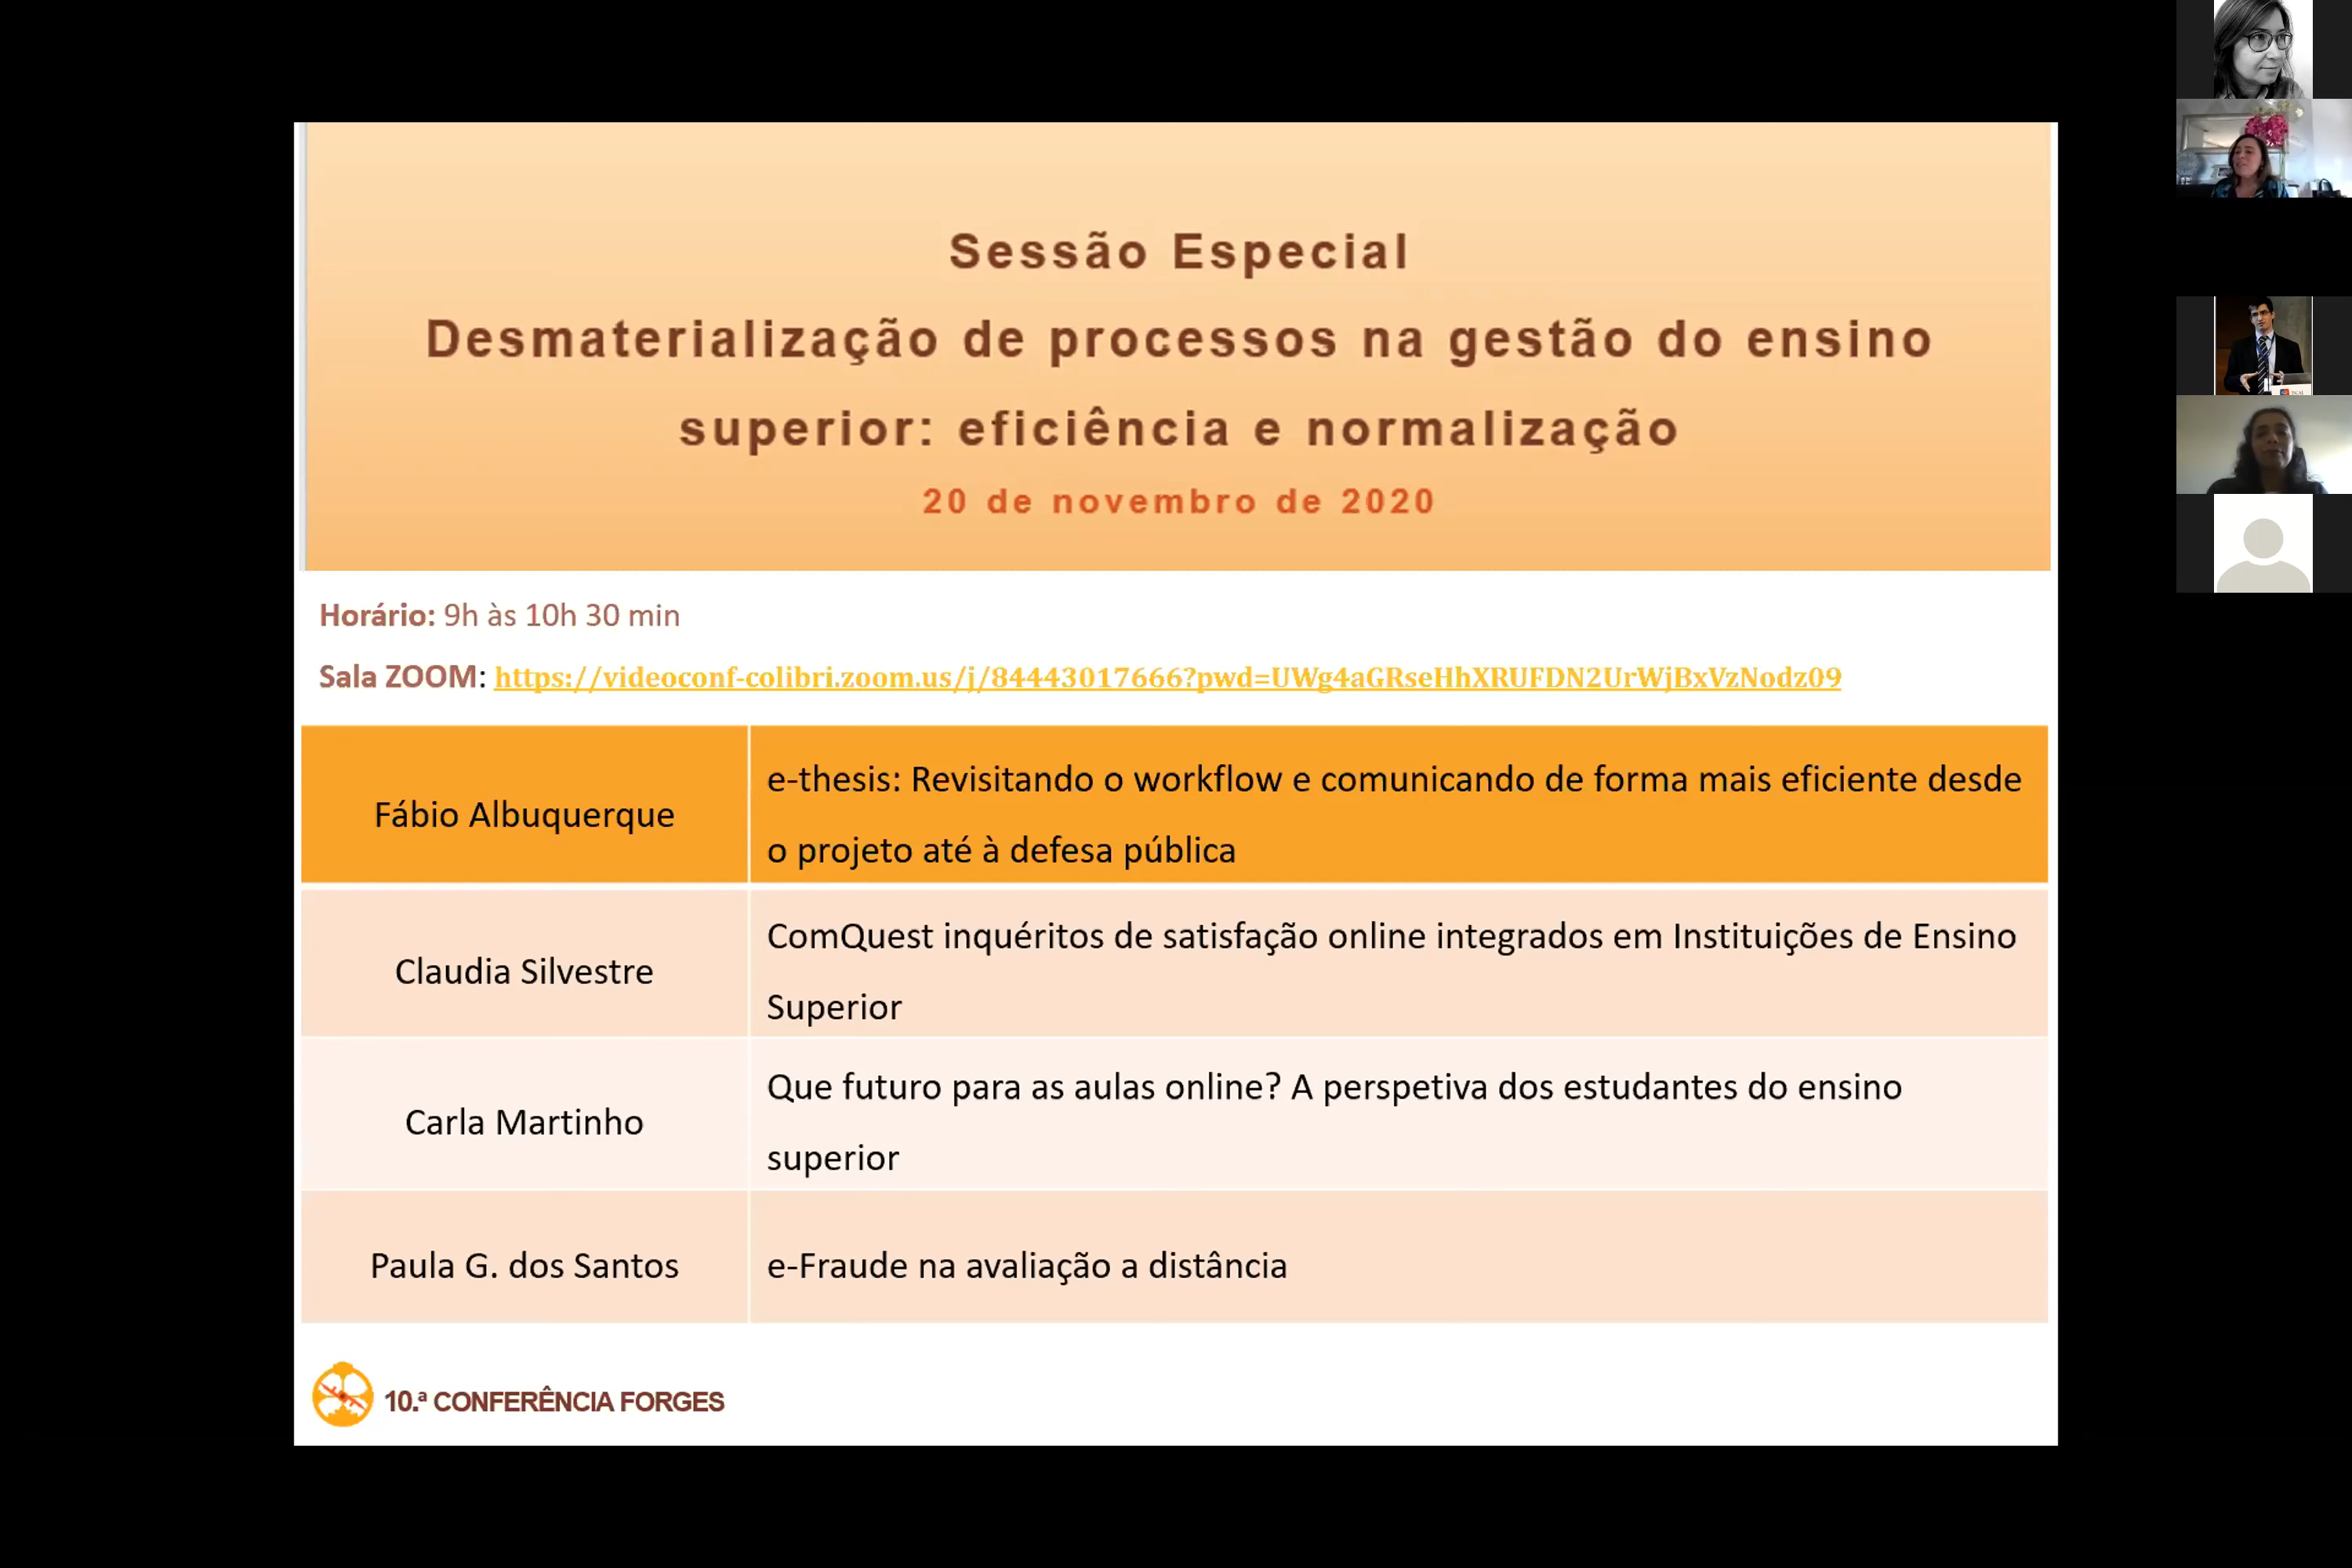 Sessão Especial
Desmaterialização de processos na gestão do ensino
superior: eficiência e normalização
20 de novembro de 2020
Horário: 9h às 10h 30 min
Sala ZOOM: https://videoconf-colibri.zoom.us/j/84443017666?pwd=UWg4aGRseHhXRUFDN2UrWjBxVzNodz09
Fábio Albuquerque
e-thesis: Revisitando o workflow e comunicando de forma mais eficiente desde
o projeto até à defesa pública
Claudia Silvestre
ComQuest inquéritos de satisfação online integrados em Instituições de Ensino
Superior
Carla Martinho
Que futuro para as aulas online? A perspetiva dos estudantes do ensino
superior
Paula G. dos Santos
e-Fraude na avaliação a distância
10.ª CONFERÊNCIA FORGES